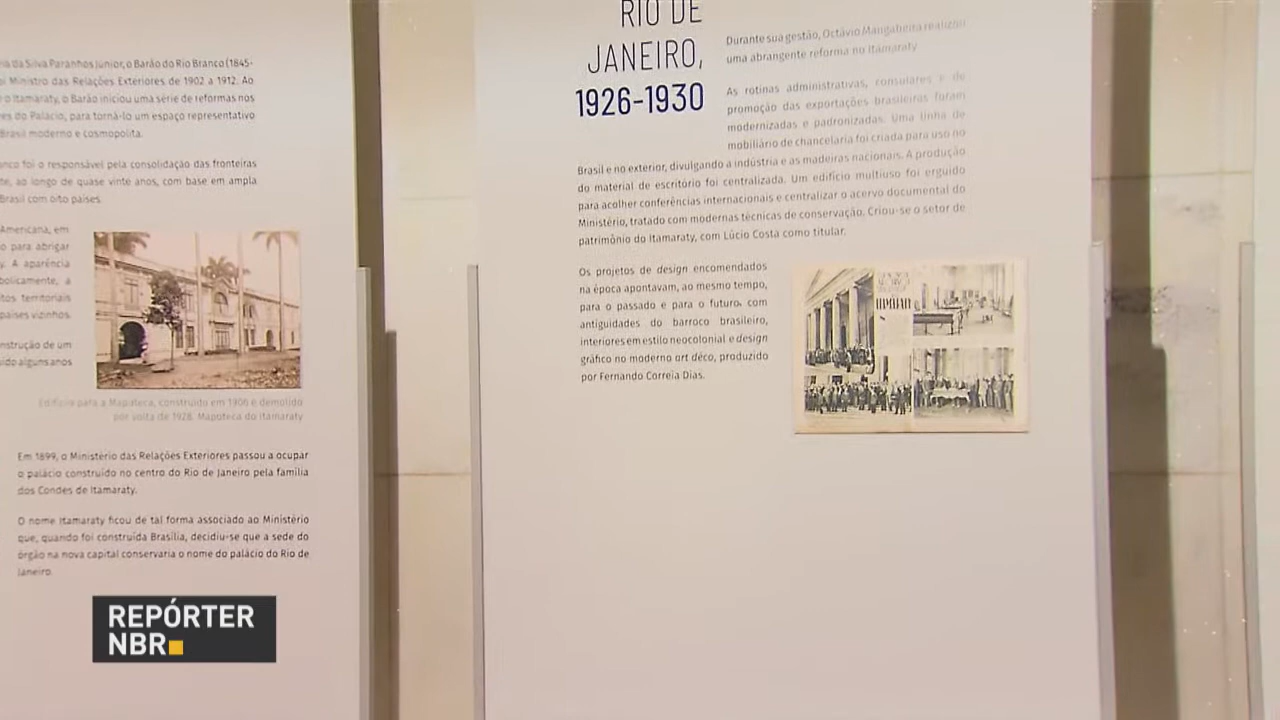 da Silva Paranhos Júnior, o Barão do Rio Branco (1845-
Ministro das Relações Exteriores de 1902 a 1912. Ao
o Itamaraty, o Barão iniciou uma série de reformas nos
do Palácio, para torná-lo um espaço representativo
Brasil moderno e cosmopolita.
foi o responsável pela consolidação das fronteiras
ao longo de quase vinte anos, com base em ampla
Brasil com oito países.
Americana, em
o para abrigar
y. A aparência
bolicamente, a
territoriais
países vizinhos.
de um
alguns anos
Edifício para a Mapoteca, construído em 1906 e demolido
por volta de 1928. Mapoteca do Itamaraty
Em 1899, o Ministério das Relações Exteriores passou a ocupar
o palácio construído no centro do Rio de Janeiro pela família
dos Condes de Itamaraty.
O nome Itamaraty ficou de tal forma associado ao Ministério
que, quando foi construída Brasília, decidiu-se que a sede do
órgão na nova capital conservaria o nome do palácio do Rio de
Janeiro.
RIO DE
JANEIRO,
1926-1930
Durante sua gestão, Octávio Mangabeira realizou
uma abrangente reforma no Itamaraty
As rotinas administrativas, consulares e de
promoção das exportações brasileiras foram
modernizadas e padronizadas. Uma linha de
mobiliário de chancelaria foi criada para uso no
Brasil e no exterior, divulgando a indústria e as madeiras nacionais. A produção
do material de escritório foi centralizada. Um edifício multiuso foi erguido
para acolher conferências internacionais e centralizar o acervo documental do
Ministério, tratado com modernas técnicas de conservação. Criou-se o setor de
patrimônio do Itamaraty, com Lúcio Costa como titular.
Os projetos de design encomendados
na época apontavam, ao mesmo tempo,
para o passado e para o futuro, com
antiguidades do barroco brasileiro,
interiores em estilo neocolonial e design
gráfico no moderno art déco, produzido
por Fernando Correia Dias.
REPÓRTER
NBR